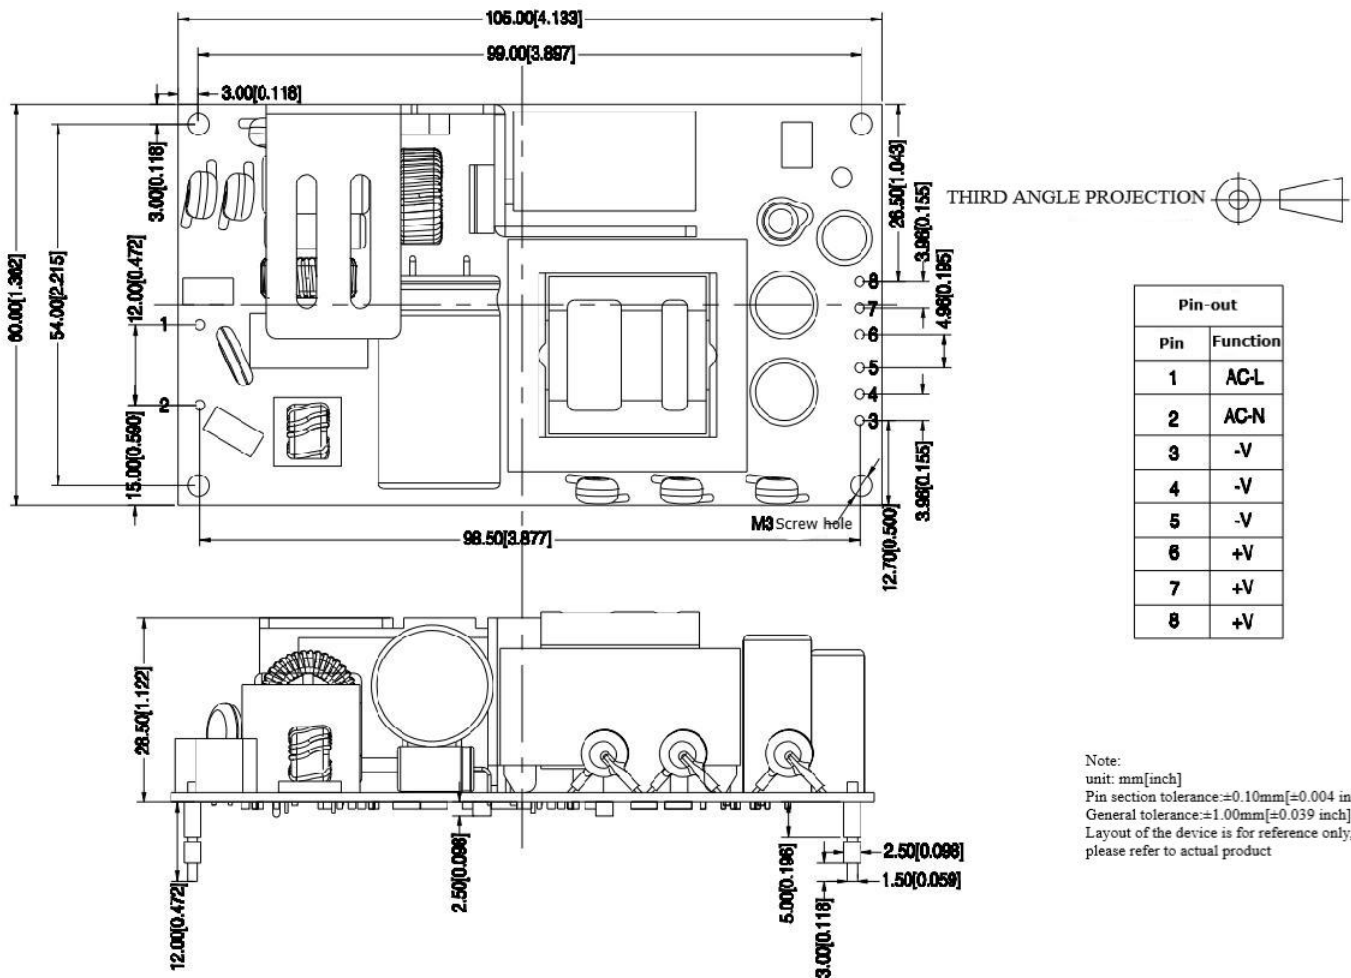 105.00[4.133]
99.00[3.897]
3.00[0.118]
3.00[0.118]
60.00[1.362]
54.00[2.215]
12.00[0.472]
15.00[0.590]
1
2
26.50[1.043]
3.96[0.155]
4.96[0.195]
8
7
6
5
4
3
3.96[0.155]
12.70[0.500]
M3 Screw hole
98.50[3.877]
THIRD ANGLE PROJECTION
Pin-out
Pin Function
1 AC-L
2 AC-N
3 -V
4 -V
5 -V
6 +V
7 +V
8 +V
28.50[1.122]
12.00[0.472]
2.50[0.098]
5.00[0.196]
3.00[0.118]
2.50[0.098]
1.50[0.059]
Note:
unit: mm[inch]
Pin section tolerance:±0.10mm[±0.004 in
General tolerance:±1.00mm[±0.039 inch]
Layout of the device is for reference only,
please refer to actual product